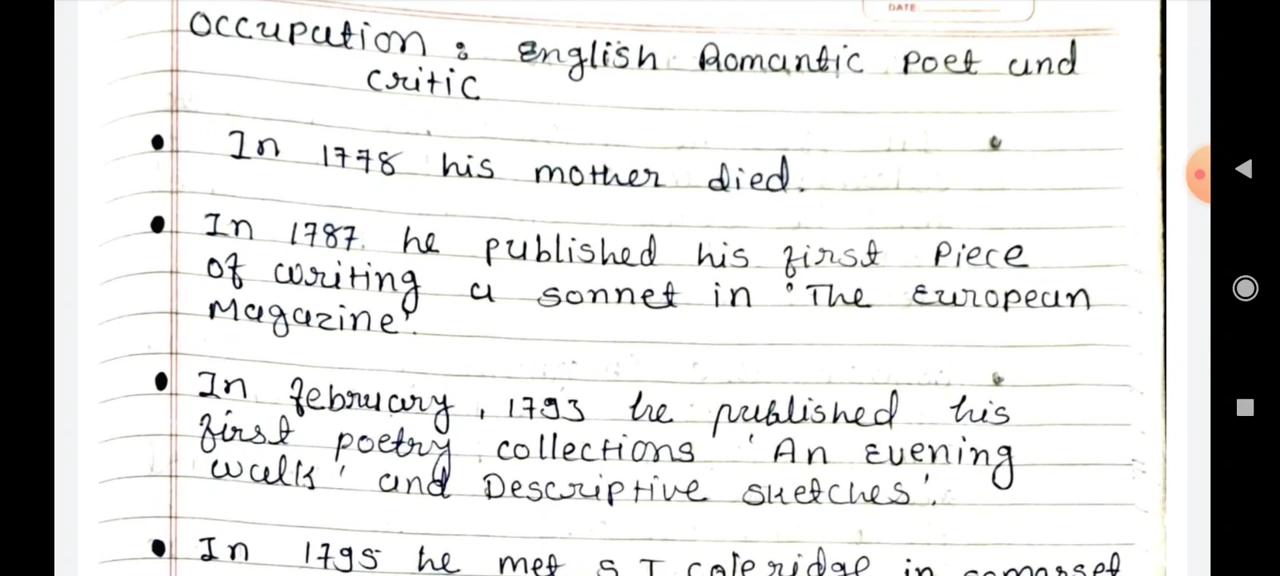 DATE
Occupation : English Romantic Poet and
critic
• In 1778 his mother died.
• In 1787. he published his first Piece
of writing a sonnet in 'The European
Magazine'.
• In february, 1793 he published his
first poetry collections 'An Evening
walk' and Descriptive sketches'.
• In 1795 he met S T coleridge in somerset